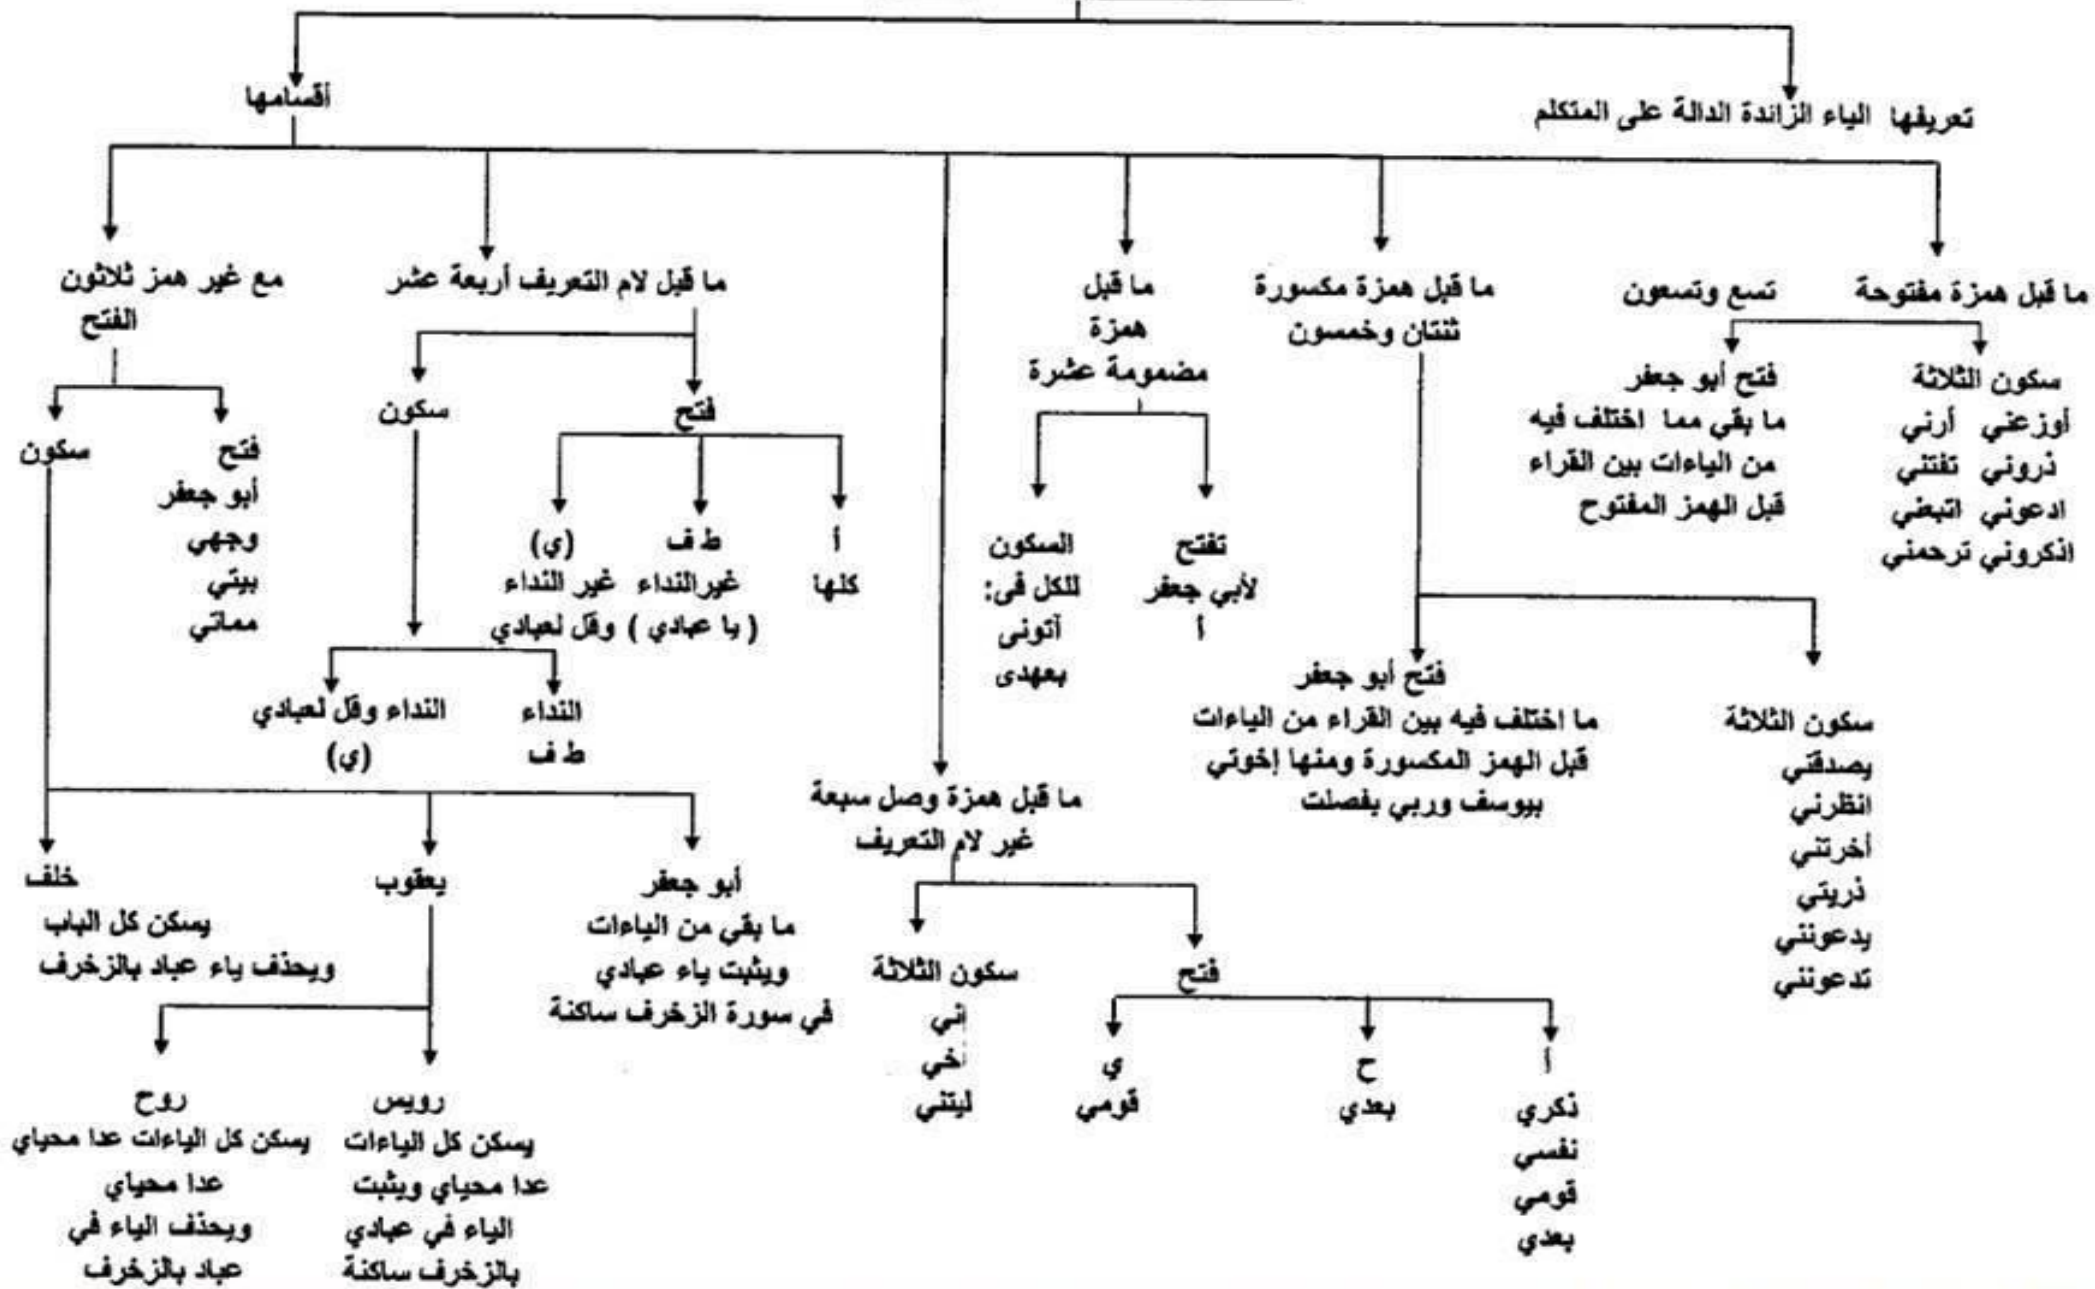 تعريفها الياء الزائدة الدالة على المتكلم
أقسامها
ما قبل همزة مفتوحة تسع وتسعون
سكون الثلاثة
أوزعني أرني
ذروني تفتني
ادعوني اتبعني
اذكروني ترحمني
فتح أبو جعفر
ما بقي مما اختلف فيه
من الياءات بين القراء
قبل الهمز المفتوح
ما قبل همزة مكسورة
ثنتان وخمسون
سكون الثلاثة
يصدقني
انظرني
أخرتني
ذريتي
يدعونني
تدعونني
فتح أبو جعفر
ما اختلف فيه بين القراء من الياءات
قبل الهمز المكسورة ومنها إخوتي
بيوسف وربي بفصلت
ما قبل
همزة
مضمومة عشرة
تفتح
لأبي جعفر
أ
السكون
للكل فى:
آتونى
بعهدى
ما قبل همزة وصل سبعة
غير لام التعريف
فتح
أ
ذكري
نفسي
قومي
بعدي
ح
بعدي
ي
قومي
سكون الثلاثة
إني
أخي
ليتني
ما قبل لام التعريف أربعة عشر
فتح
أ
كلها
ط ف
غير النداء
( يا عبادي )
(ي)
غير النداء
وقل لعبادي
سكون
النداء
ط ف
النداء وقل لعبادي
(ي)
مع غير همز ثلاثون
الفتح
فتح
أبو جعفر
وجهي
بيتي
مماتي
سكون
أبو جعفر
ما بقي من الياءات
ويثبت ياء عبادي
في سورة الزخرف ساكنة
يعقوب
رويس
يسكن كل الياءات
عدا محياي ويثبت
الياء في عبادي
بالزخرف ساكنة
روح
يسكن كل الياءات عدا محياي
عدا محياي
ويحذف الياء في
عباد بالزخرف
خلف
يسكن كل الباب
ويحذف ياء عباد بالزخرف